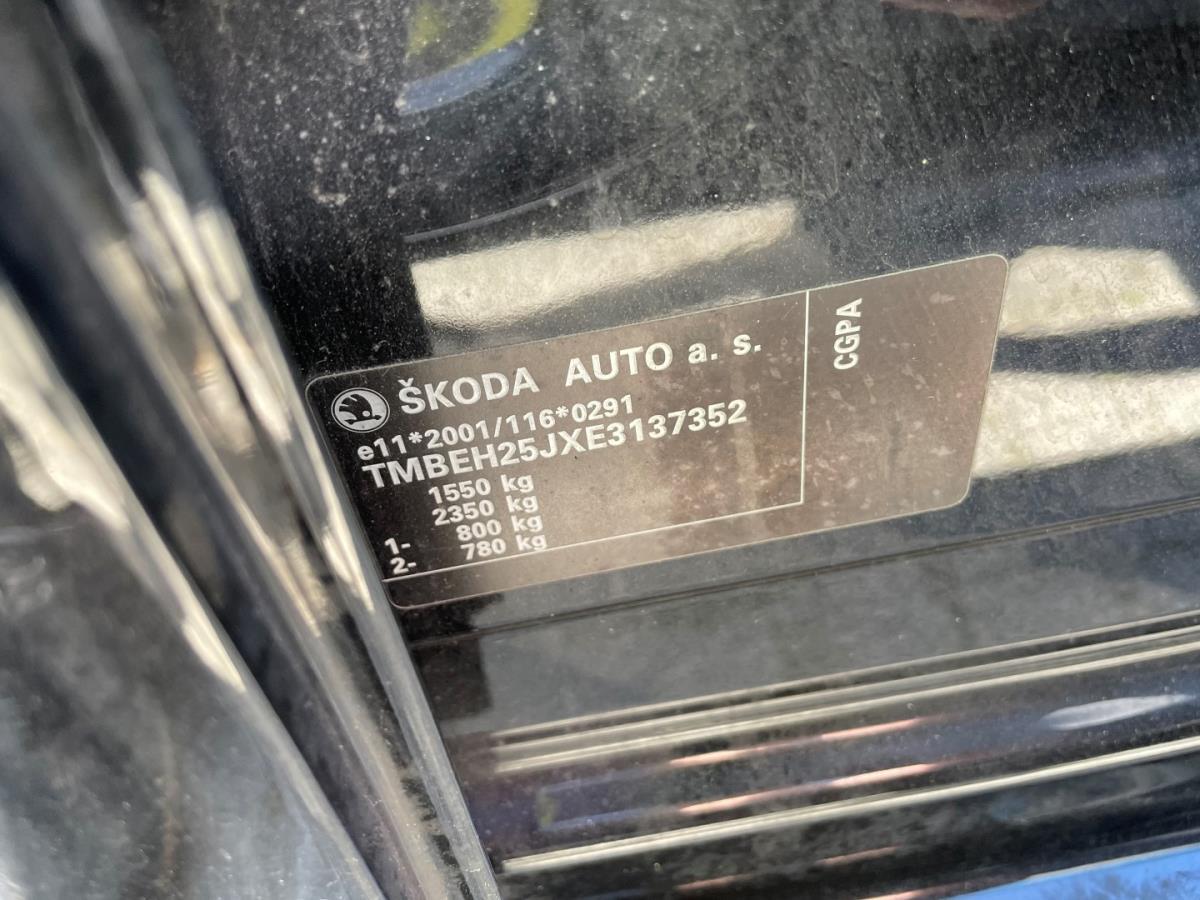 ŠKODA AUTO a. s.
e11*2001/116*0291
TMBEH25JXE3137352
1550 kg
2350 kg
1- 800 kg
2- 780 kg
CGPA